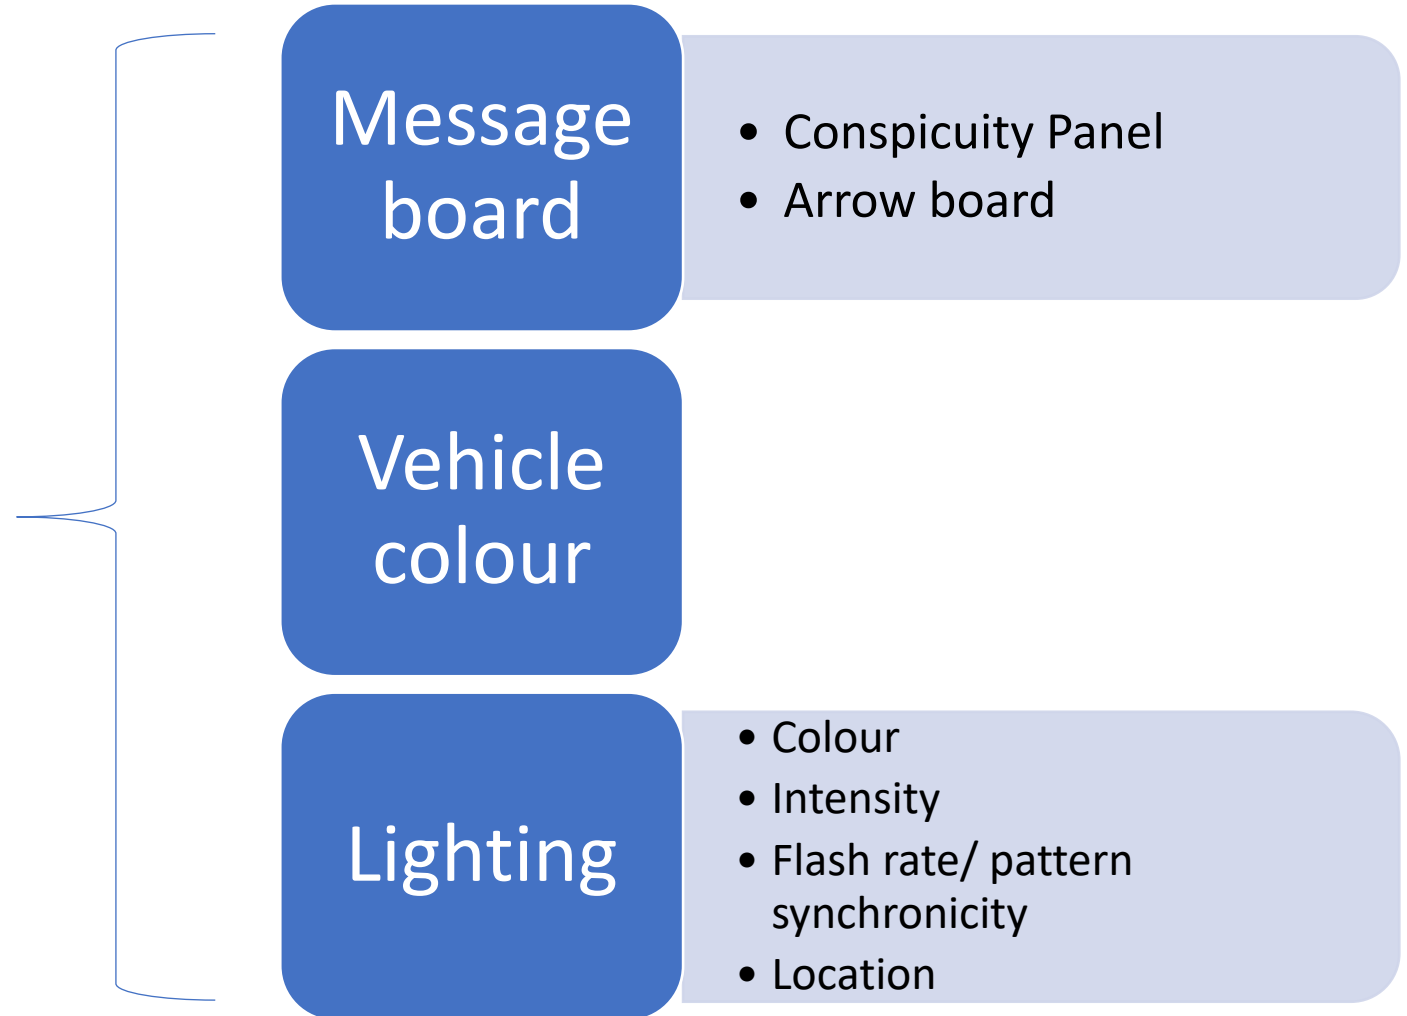 Message
board
• Conspicuity Panel
• Arrow board
Vehicle
colour
Lighting
• Colour
• Intensity
• Flash rate/ pattern
synchronicity
• Location